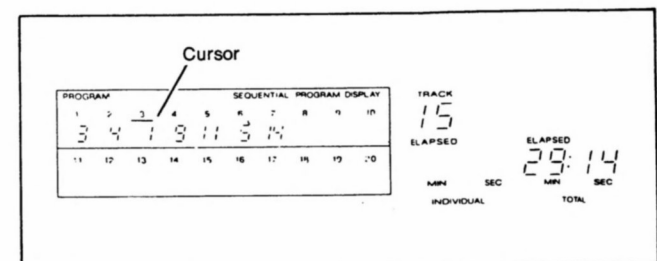 Cursor
PROGRAM SEQUENTIAL PROGRAM DISPLAY
1 2 3 4 5 6 7 8 9 10
3 4 1 9 11 5 14
11 12 13 14 15 16 17 18 19 20
TRACK
15
ELAPSED
ELAPSED
29:14
MIN SEC MIN SEC
INDIVIDUAL TOTAL